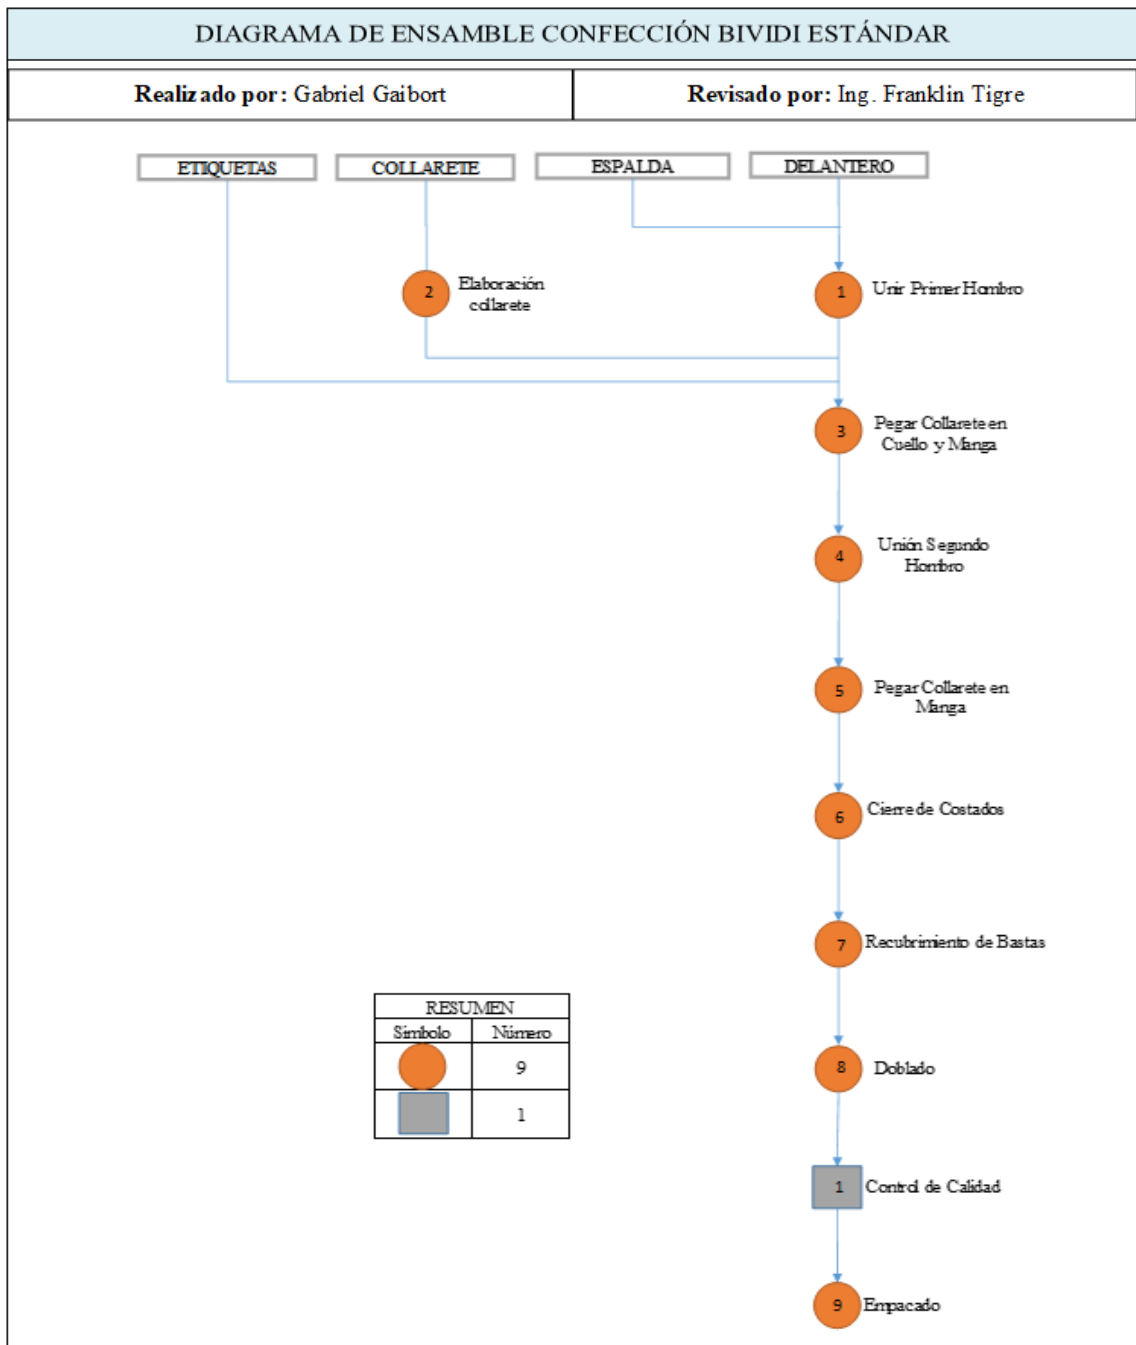 DIAGRAMA DE ENSAMBLE CONFECCIÓN BIVIDI ESTÁNDAR
Realizado por: Gabriel Gaibort
Revisado por: Ing. Franklin Tigre
ETIQUETAS
COLLARETE
ESPALDA
DELANTERO
2
Elaboración
collarete
1
Unir Primer Hombro
3
Pegar Collarete en
Cuello y Manga
4
Unión Segundo
Hombro
5
Pegar Collarete en
Manga
6
Cierre de Costados
7
Recubrimiento de Bastas
RESUMEN
Simbolo
Número
9
1
8
Doblado
1
Control de Calidad
9
Empacado